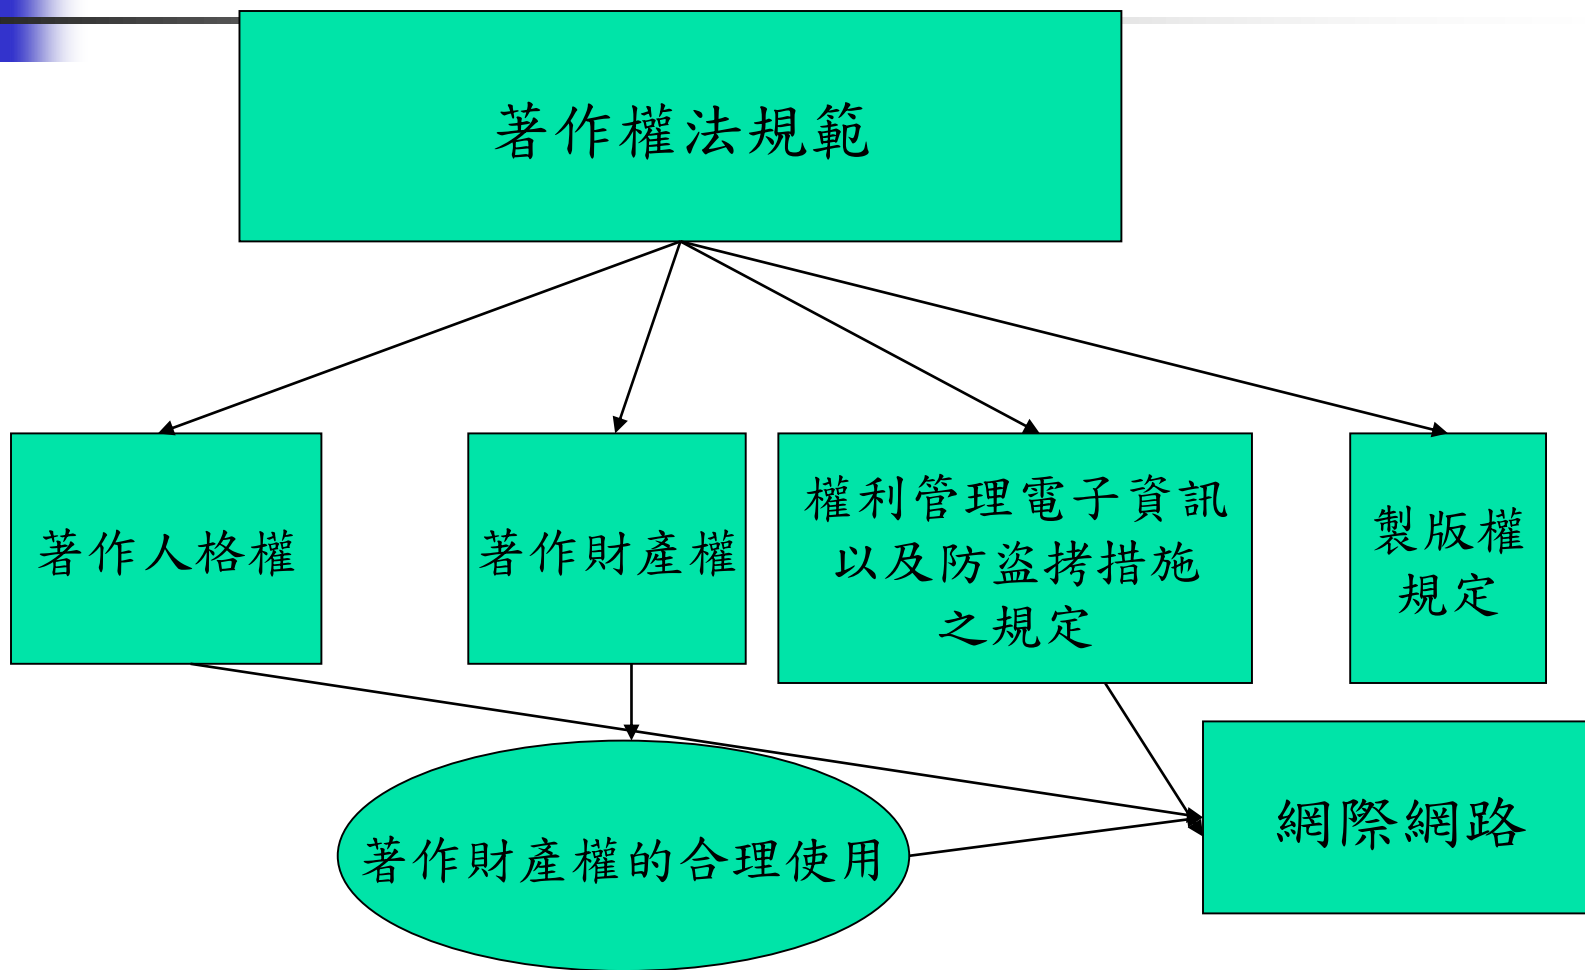 著作權法規範
著作人格權
著作財產權
權利管理電子資訊
以及防盜拷措施
之規定
製版權
規定
著作財產權的合理使用
網際網路